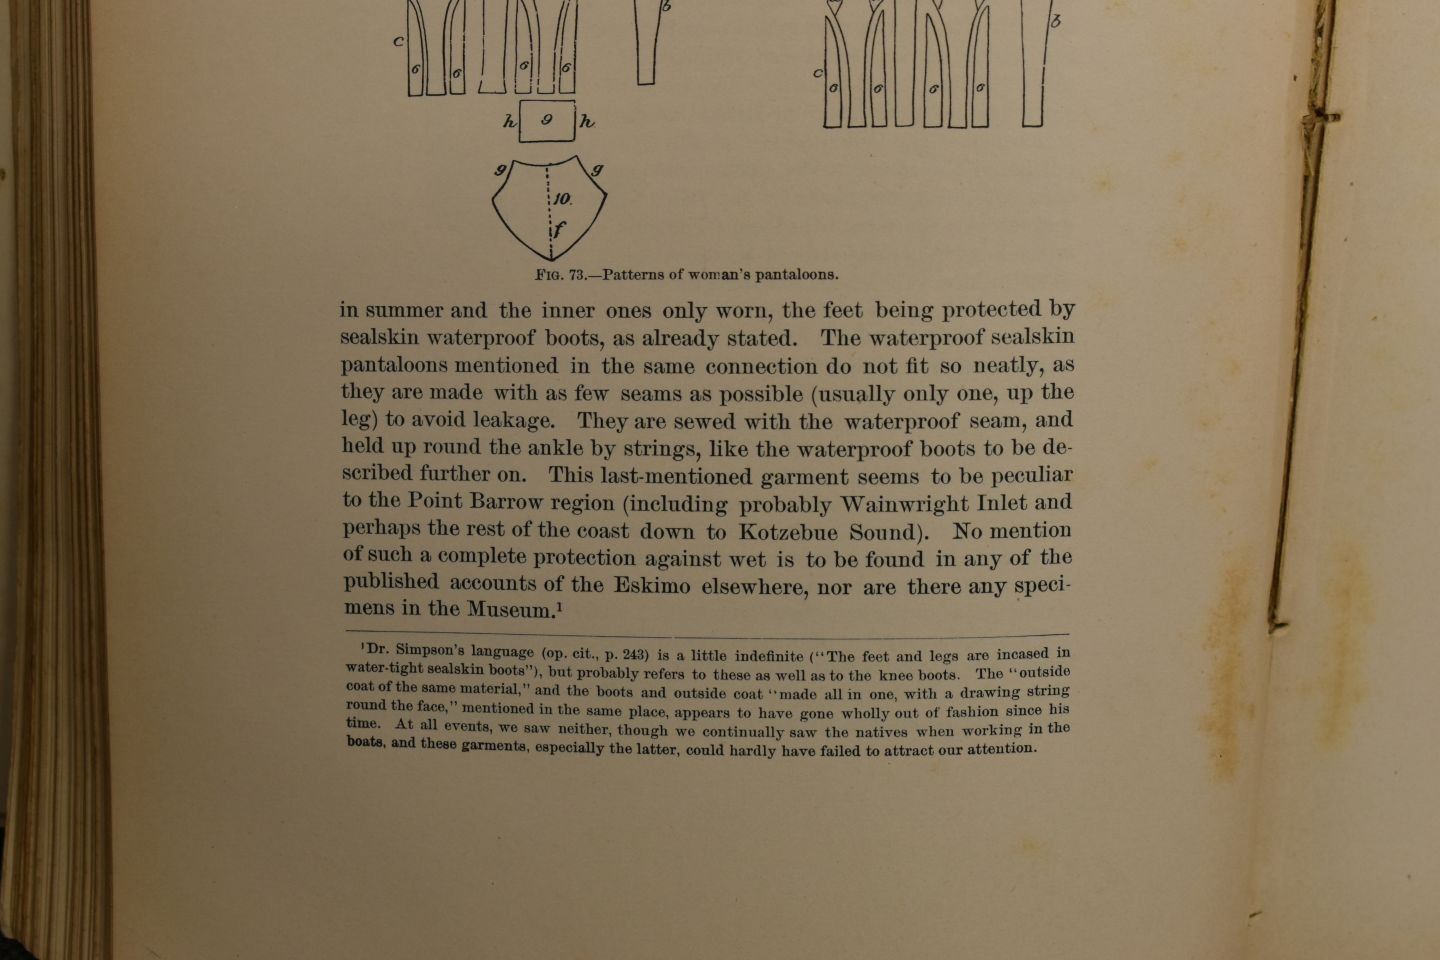 c 6 6 6 6 b
c 6 6 6 6 b
h 9 h
g g
10.
f
FIG. 73.—Patterns of woman's pantaloons.
in summer and the inner ones only worn, the feet being protected by
sealskin waterproof boots, as already stated. The waterproof sealskin
pantaloons mentioned in the same connection do not fit so neatly, as
they are made with as few seams as possible (usually only one, up the
leg) to avoid leakage. They are sewed with the waterproof seam, and
held up round the ankle by strings, like the waterproof boots to be de-
scribed further on. This last-mentioned garment seems to be peculiar
to the Point Barrow region (including probably Wainwright Inlet and
perhaps the rest of the coast down to Kotzebue Sound). No mention
of such a complete protection against wet is to be found in any of the
published accounts of the Eskimo elsewhere, nor are there any speci-
mens in the Museum.¹
¹Dr. Simpson's language (op. cit., p. 243) is a little indefinite ("The feet and legs are incased in
water-tight sealskin boots"), but probably refers to these as well as to the knee boots. The "outside
coat of the same material," and the boots and outside coat "made all in one, with a drawing string
round the face," mentioned in the same place, appears to have gone wholly out of fashion since his
time. At all events, we saw neither, though we continually saw the natives when working in the
boats, and these garments, especially the latter, could hardly have failed to attract our attention.